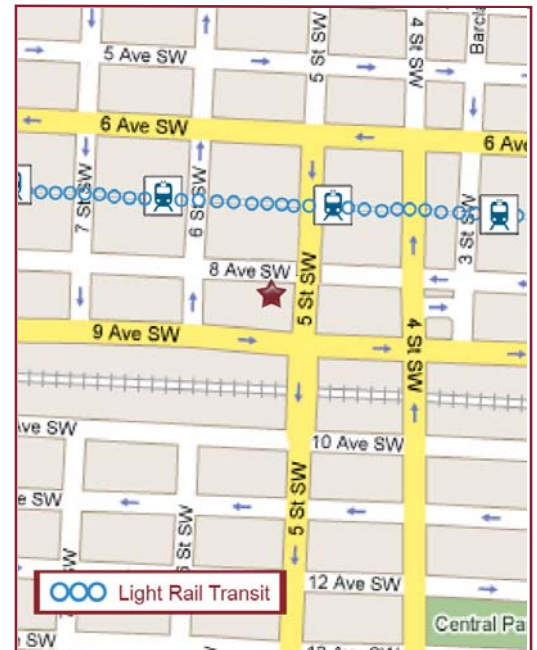 5 Ave SW
5 St SW
4 St SW
Barcla
6 Ave SW
6 Ave
7 St SW
6 St SW
3 St SW
8 Ave SW
5 St SW
9 Ave SW
4 St SW
Ave SW
10 Ave SW
e SW
5 St SW
St SW
12 Ave SW
Light Rail Transit
Central Pa
SW